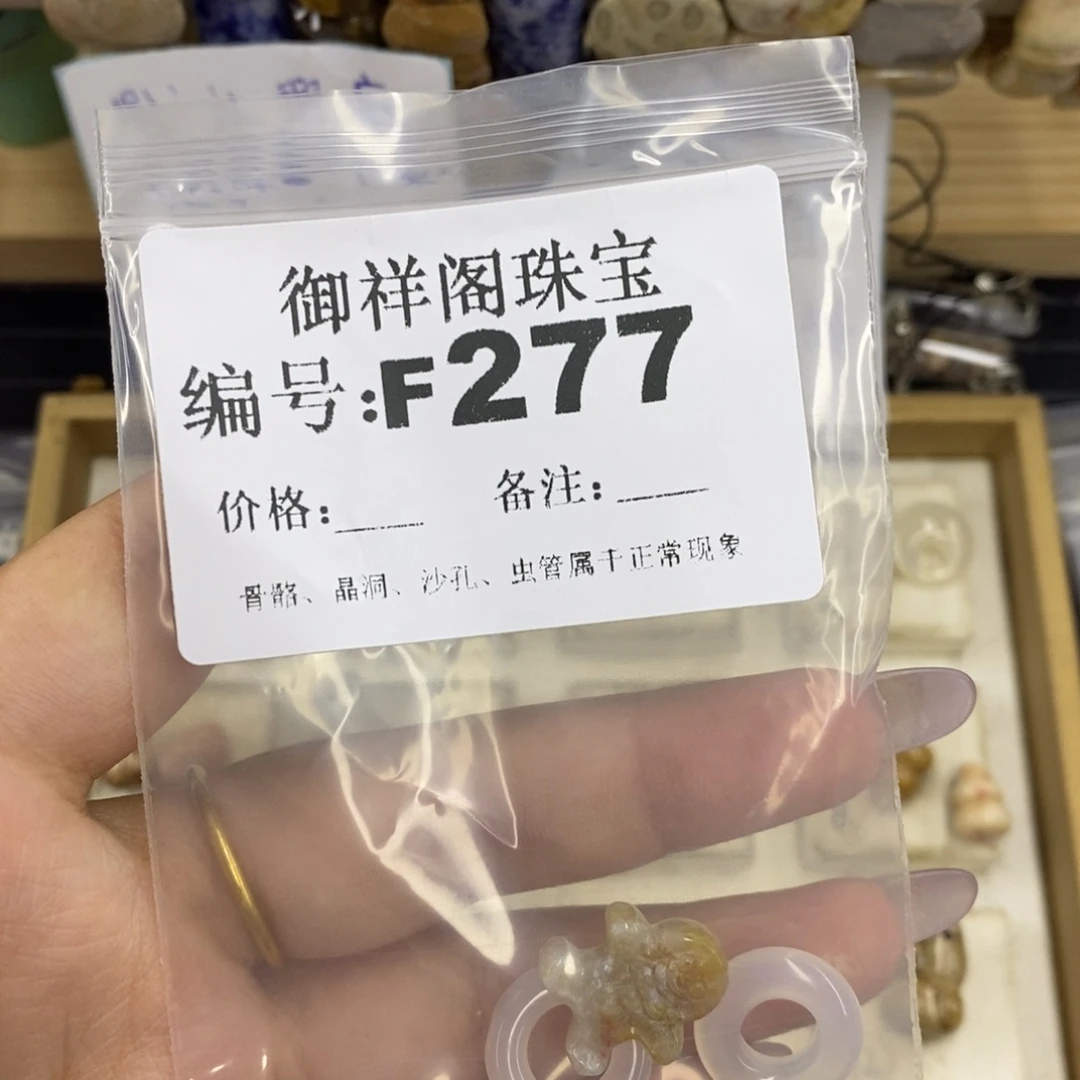 御祥阁珠宝
编号:F277
价格:____ 备注:____
骨骼、晶洞、沙孔、虫管属于正常现象